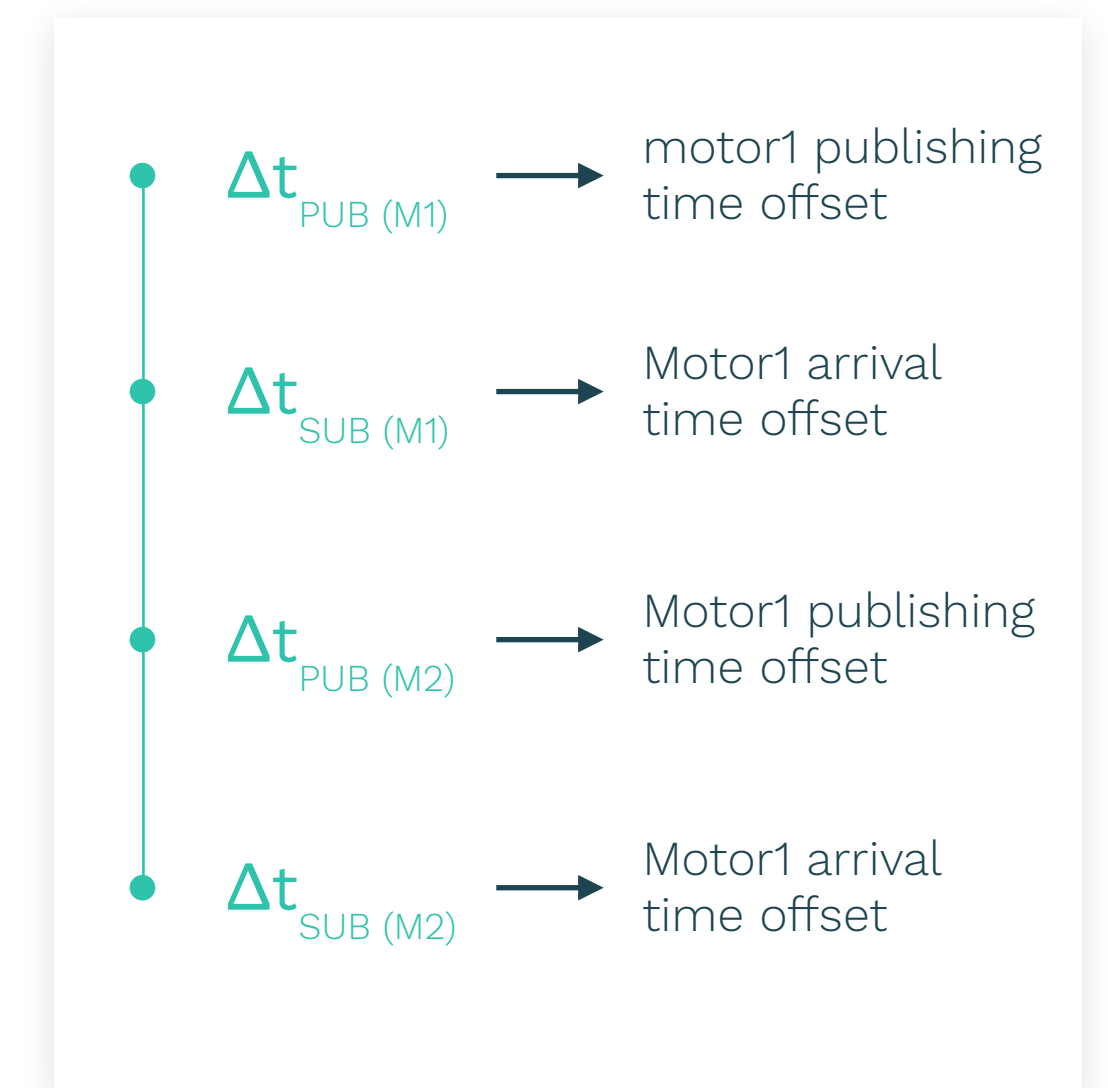 Δt PUB (M1)
motor1 publishing
time offset
Δt SUB (M1)
Motor1 arrival
time offset
Δt PUB (M2)
Motor1 publishing
time offset
Δt SUB (M2)
Motor1 arrival
time offset